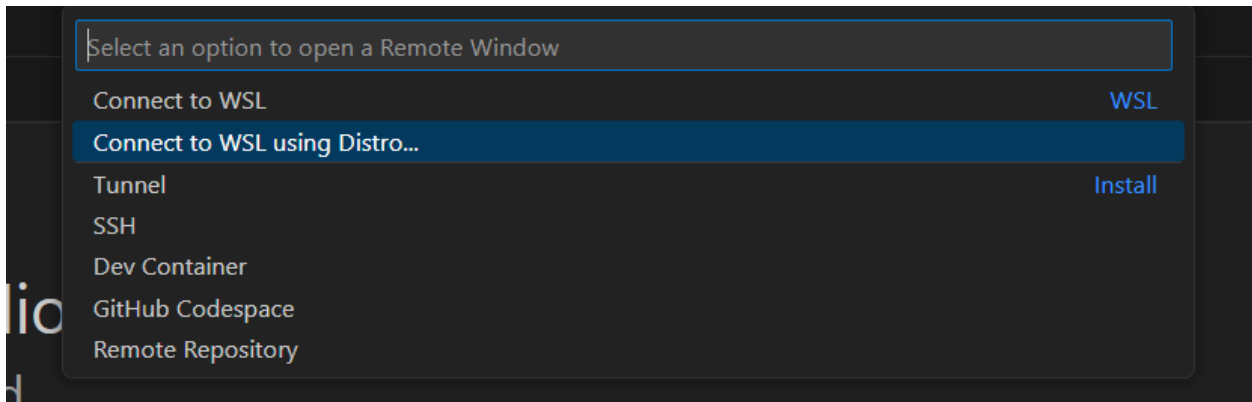 Select an option to open a Remote Window
Connect to WSL WSL
Connect to WSL using Distro...
Tunnel Install
SSH
Dev Container
GitHub Codespace
Remote Repository